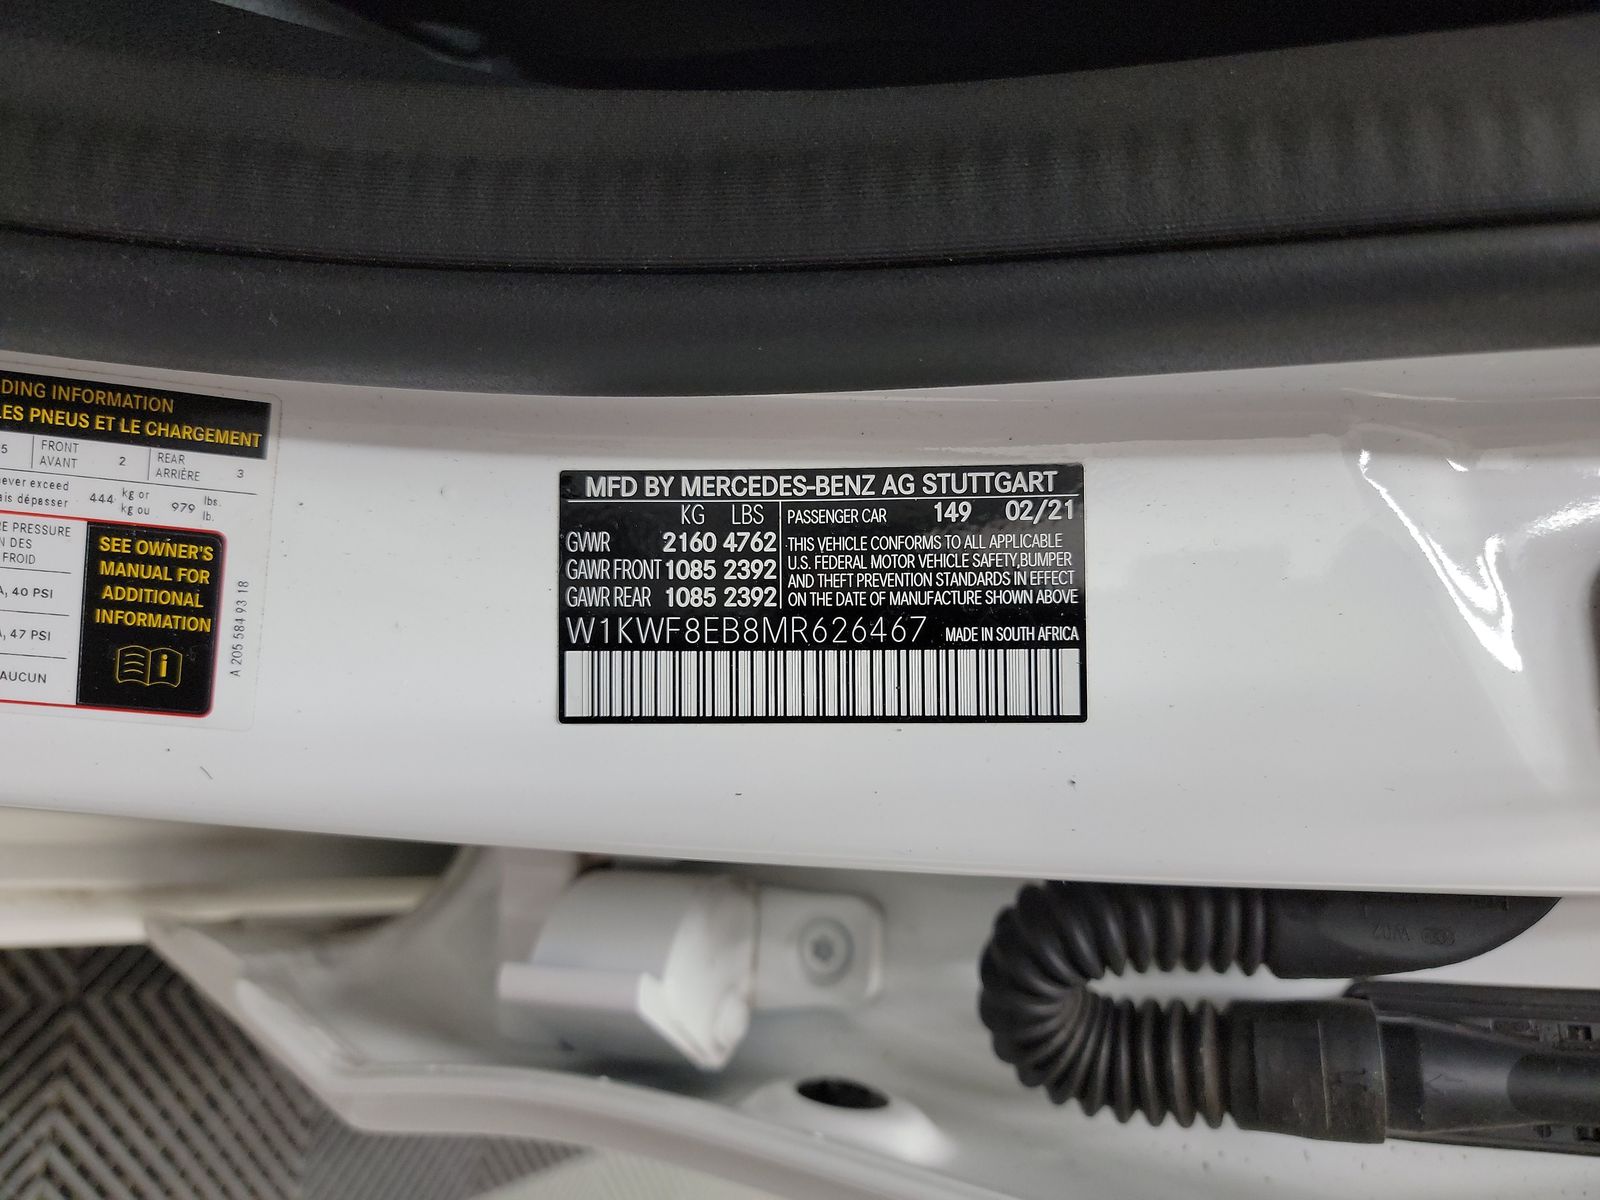 DING INFORMATION
LES PNEUS ET LE CHARGEMENT
5 FRONT AVANT 2 REAR ARRIÈRE 3
ever exceed
ais dépasser 444 kg or kg ou 979 lbs. lb.
RE PRESSURE
N DES
FROID
A, 40 PSI
A, 47 PSI
AUCUN
SEE OWNER'S
MANUAL FOR
ADDITIONAL
INFORMATION
i
A 205 584 93 18
MFD BY MERCEDES-BENZ AG STUTTGART
KG LBS
GVWR 2160 4762
GAWR FRONT 1085 2392
GAWR REAR 1085 2392
PASSENGER CAR 149 02/21
THIS VEHICLE CONFORMS TO ALL APPLICABLE
U.S. FEDERAL MOTOR VEHICLE SAFETY,BUMPER
AND THEFT PREVENTION STANDARDS IN EFFECT
ON THE DATE OF MANUFACTURE SHOWN ABOVE
W1KWF8EB8MR626467 MADE IN SOUTH AFRICA